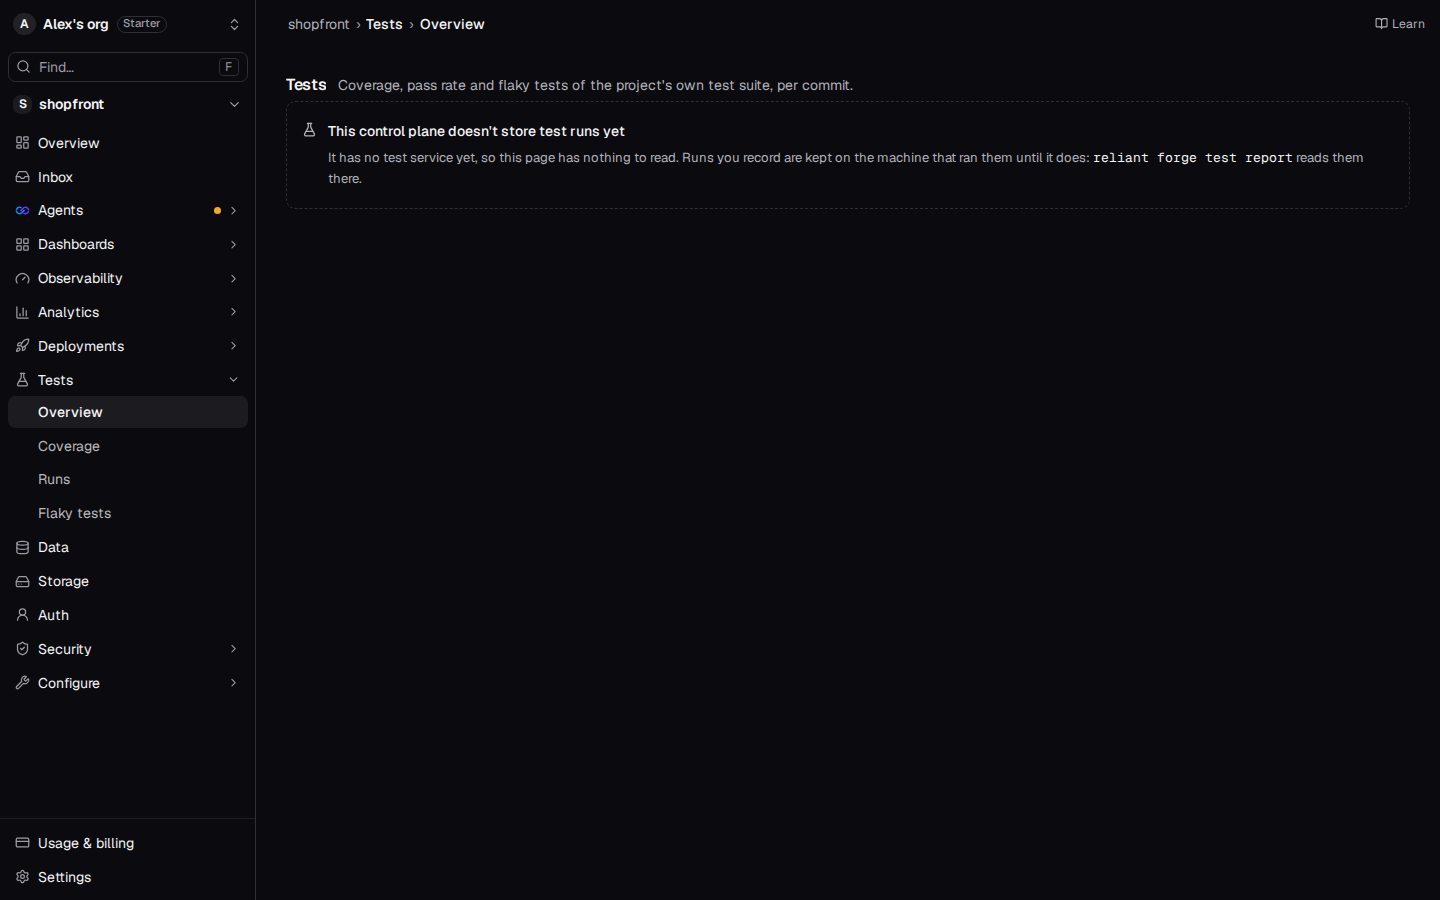 A Alex's org Starter
Find... F
S shopfront
Overview
Inbox
Agents
Dashboards
Observability
Analytics
Deployments
Tests
Overview
Coverage
Runs
Flaky tests
Data
Storage
Auth
Security
Configure
Usage & billing
Settings
shopfront › Tests › Overview
Learn
Tests Coverage, pass rate and flaky tests of the project's own test suite, per commit.
This control plane doesn't store test runs yet
It has no test service yet, so this page has nothing to read. Runs you record are kept on the machine that ran them until it does: reliant forge test report reads them
there.